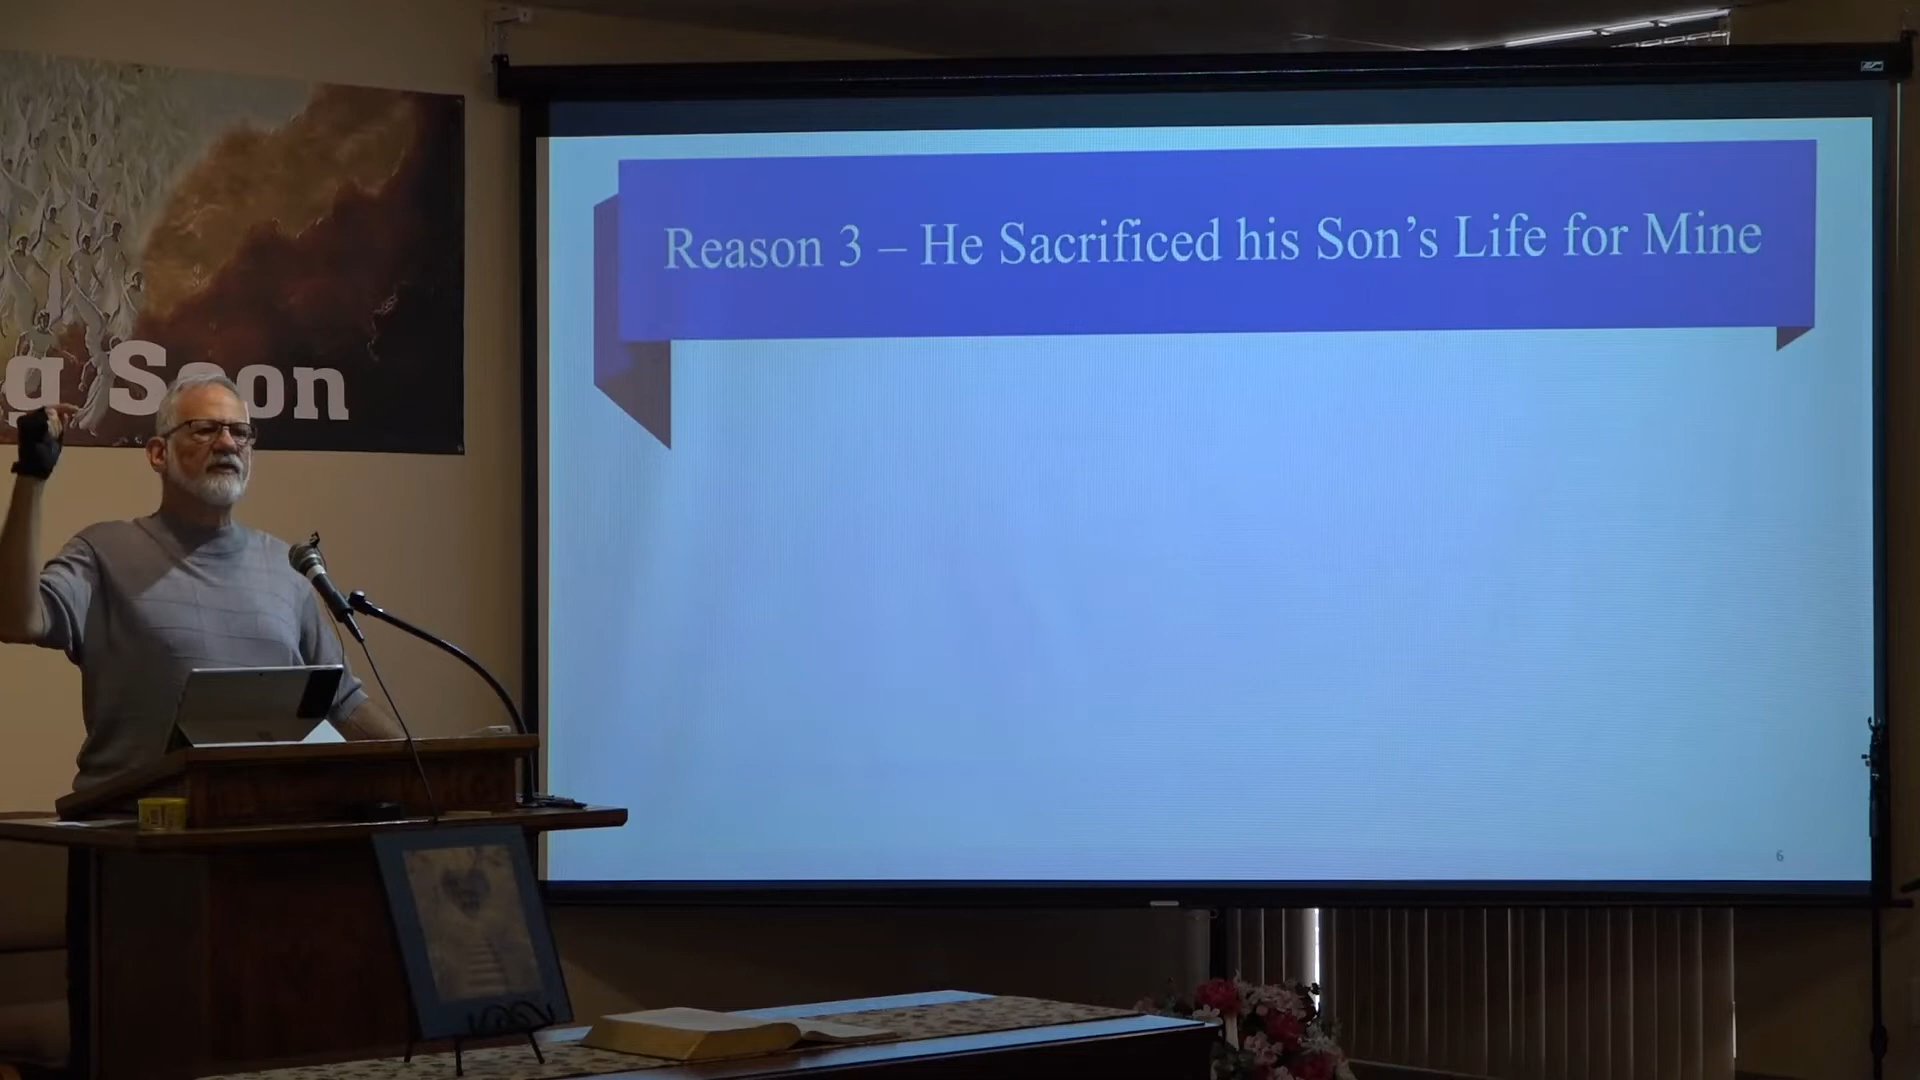 g Soon
Reason 3 – He Sacrificed his Son’s Life for Mine
6